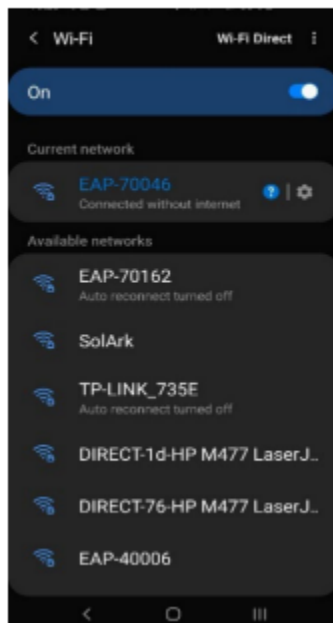 Wi-Fi Wi-Fi Direct
On
Current network
EAP-70046
Connected without internet
Available networks
EAP-70162
Auto reconnect turned off
SolArk
TP-LINK_735E
Auto reconnect turned off
DIRECT-1d-HP M477 LaserJ..
DIRECT-76-HP M477 LaserJ..
EAP-40006